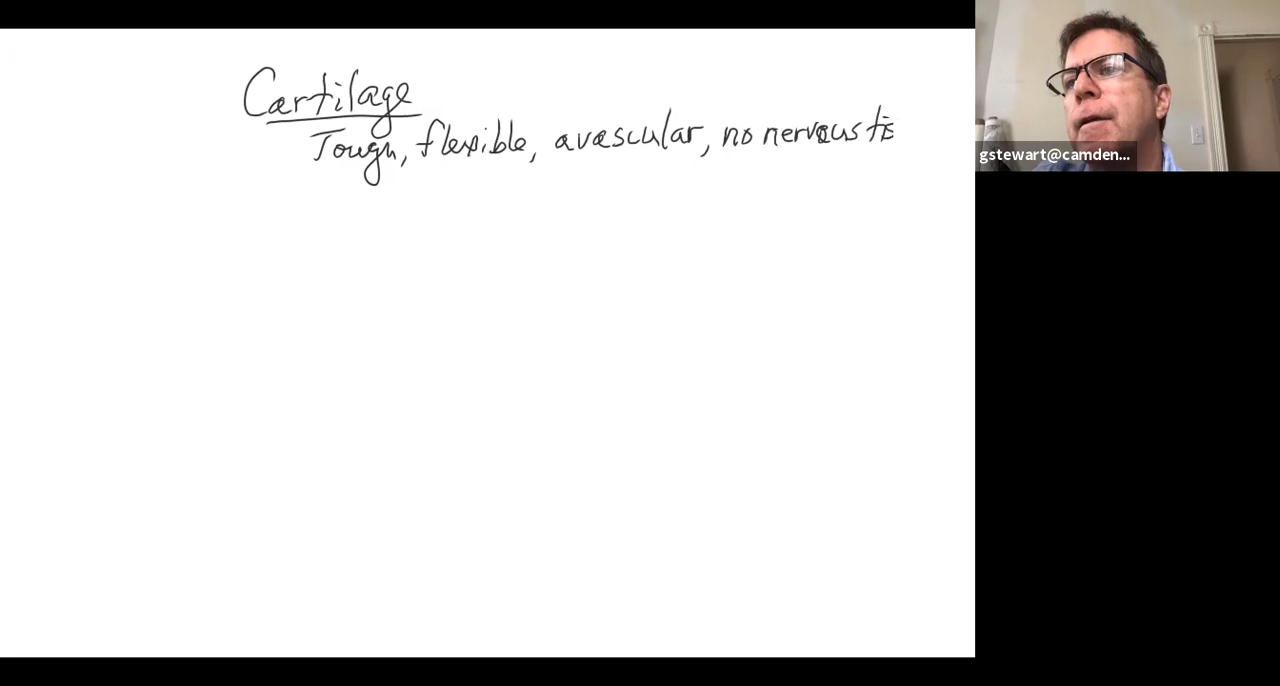 Cartilage
Tough, flexible, avascular, no nervous tis
gstewart@camden...